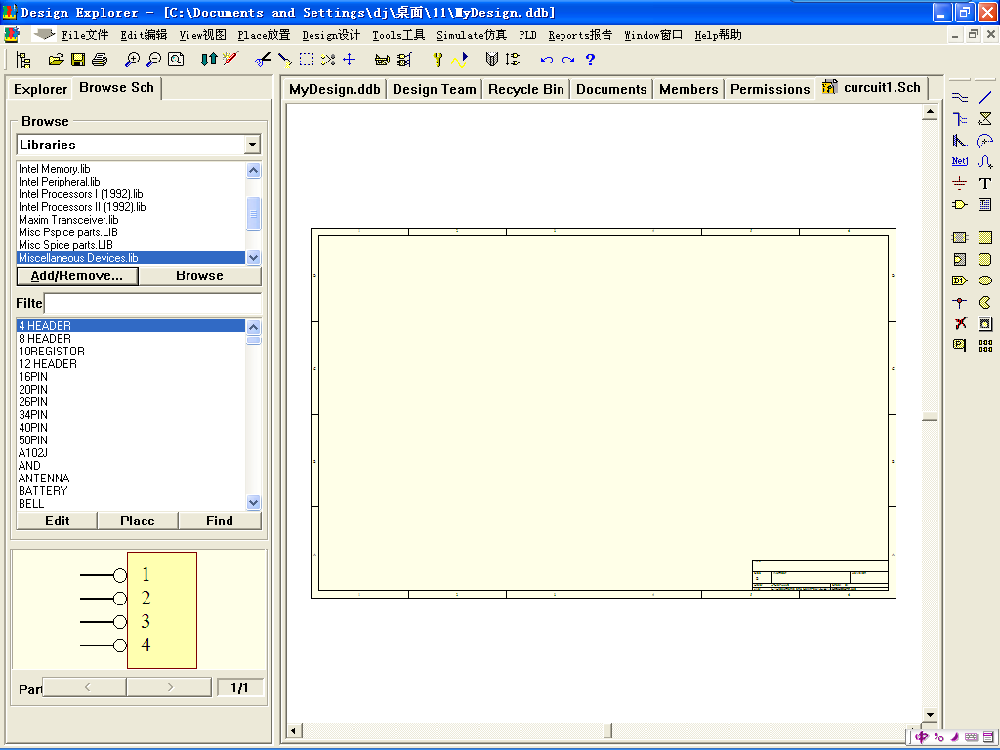 Design Explorer - [C:\Documents and Settings\dj\桌面\11\MyDesign.ddb]
File文件 Edit编辑 View视图 Place放置 Design设计 Tools工具 Simulate仿真 PLD Reports报告 Window窗口 Help帮助
Explorer Browse Sch
MyDesign.ddb Design Team Recycle Bin Documents Members Permissions curcuit1.Sch
Browse
Libraries
Intel Memory.lib
Intel Peripheral.lib
Intel Processors I (1992).lib
Intel Processors II (1992).lib
Maxim Transceiver.lib
Misc Pspice parts.LIB
Misc Spice parts.LIB
Miscellaneous Devices.lib
Add/Remove... Browse
Filte
4 HEADER
8 HEADER
10REGISTOR
12 HEADER
16PIN
20PIN
26PIN
34PIN
40PIN
50PIN
A102J
AND
ANTENNA
BATTERY
BELL
Edit Place Find
1
2
3
4
Part < > 1/1
Net1
T
D1
P
中